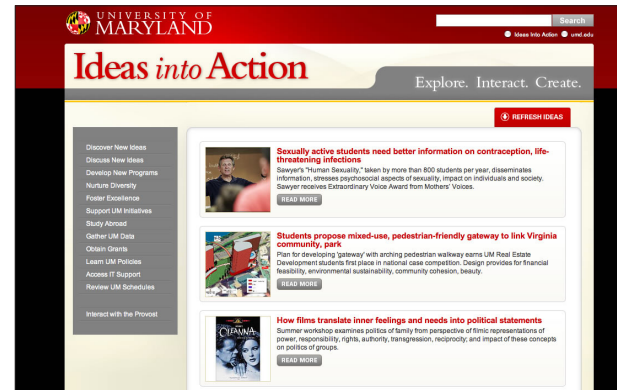 UNIVERSITY OF
MARYLAND
Search
Ideas Into Action umd.edu
Ideas into Action
Explore. Interact. Create.
REFRESH IDEAS
Discover New Ideas
Discuss New Ideas
Develop New Programs
Nurture Diversity
Foster Excellence
Support UM Initiatives
Study Abroad
Gather UM Data
Obtain Grants
Learn UM Policies
Access IT Support
Review UM Schedules
Interact with the Provost
Sexually active students need better information on contraception, life-
threatening infections
Sawyer's "Human Sexuality," taken by more than 800 students per year, disseminates
information, stresses psychosocial aspects of sexuality, impact on individuals and society.
Sawyer receives Extraordinary Voice Award from Mothers' Voices.
READ MORE
Students propose mixed-use, pedestrian-friendly gateway to link Virginia
community, park
Plan for developing 'gateway' with arching pedestrian walkway earns UM Real Estate
Development students first place in national case competition. Design provides for financial
feasibility, environmental sustainability, community cohesion, beauty.
READ MORE
OLEANNA
How films translate inner feelings and needs into political statements
Summer workshop examines politics of family from perspective of filmic representations of
power, responsibility, rights, authority, transgression, reciprocity; and impact of these concepts
on politics of groups.
READ MORE